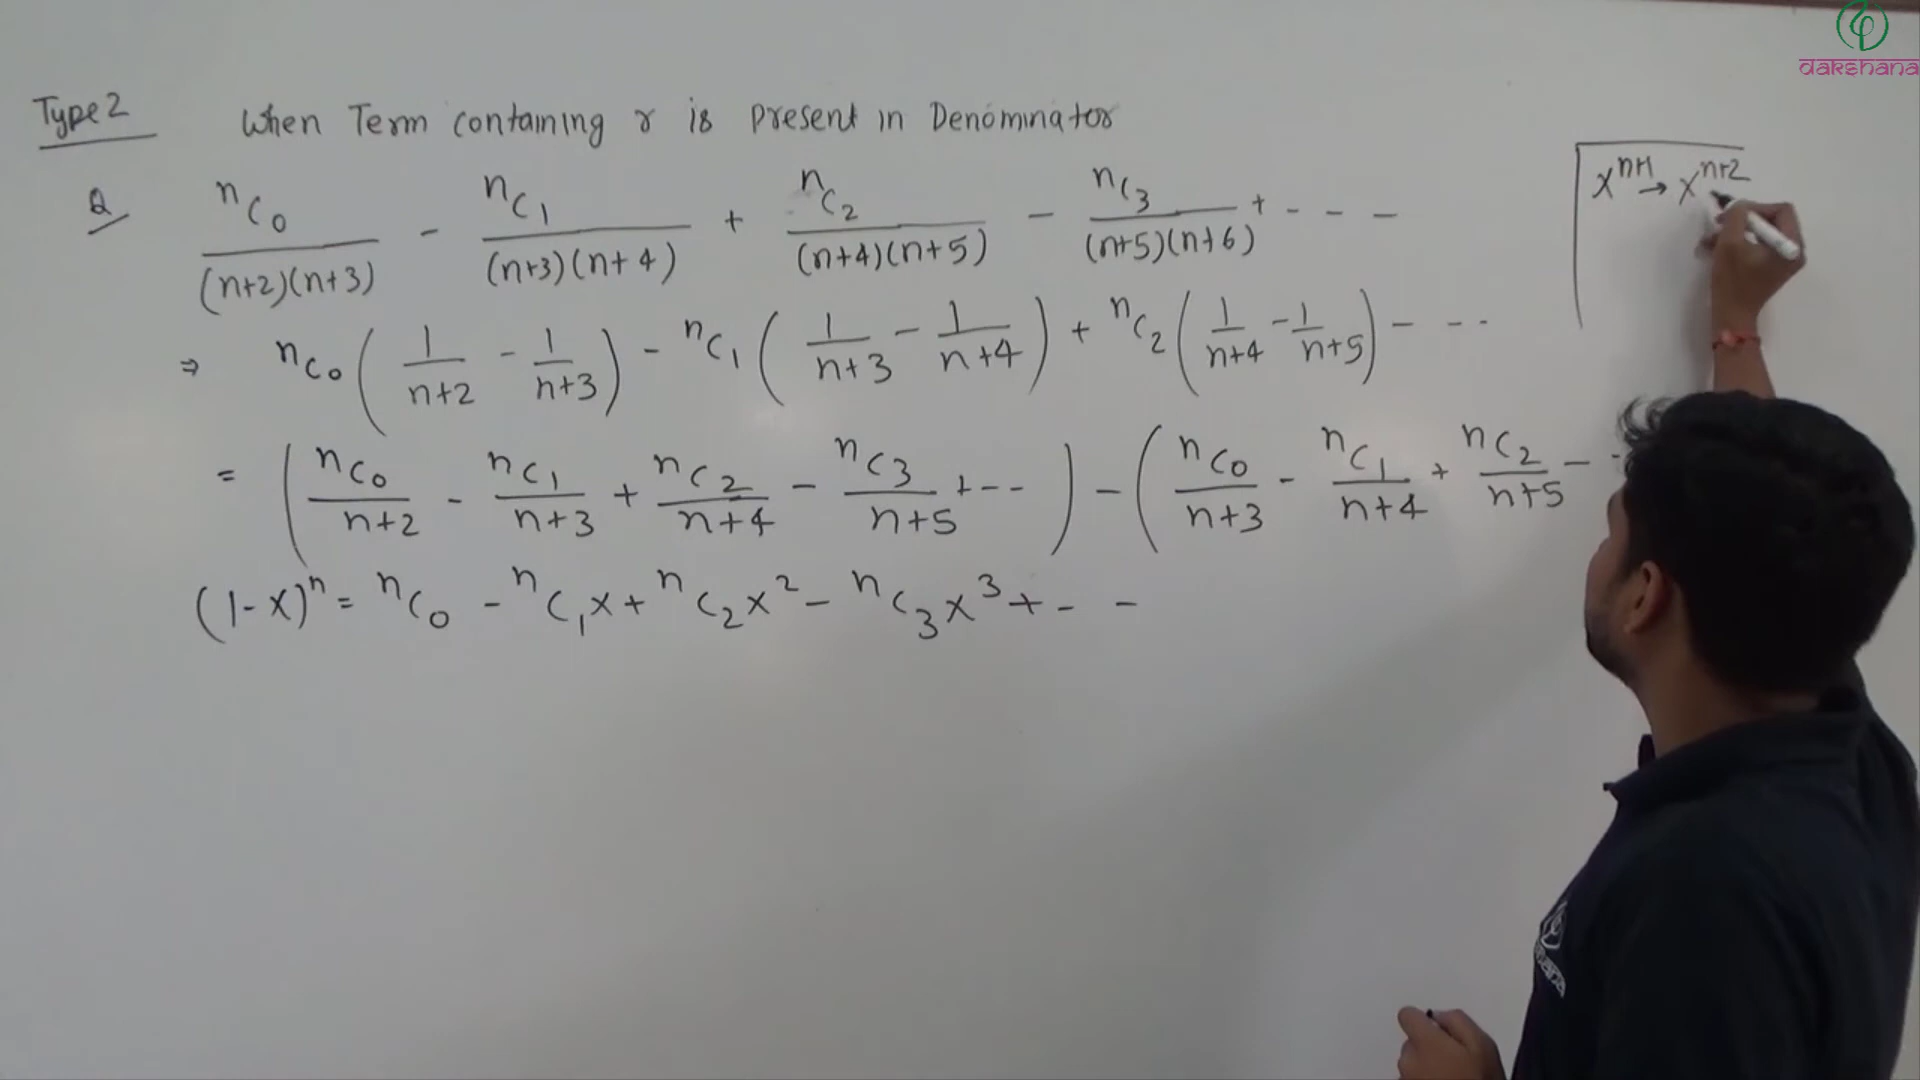 dakshana
Type 2 When Term containing r is present in Denominator
Q nC0/(n+2)(n+3) - nC1/(n+3)(n+4) + nC2/(n+4)(n+5) - nC3/(n+5)(n+6) + - - -
x^n+1 → x^n+2
⇒ nC0 (1/n+2 - 1/n+3) - nC1 (1/n+3 - 1/n+4) + nC2 (1/n+4 - 1/n+5) - - -
= (nC0/n+2 - nC1/n+3 + nC2/n+4 - nC3/n+5 + - -) - (nC0/n+3 - nC1/n+4 + nC2/n+5 - -
(1-x)^n = nC0 - nC1x + nC2x^2 - nC3x^3 + - -